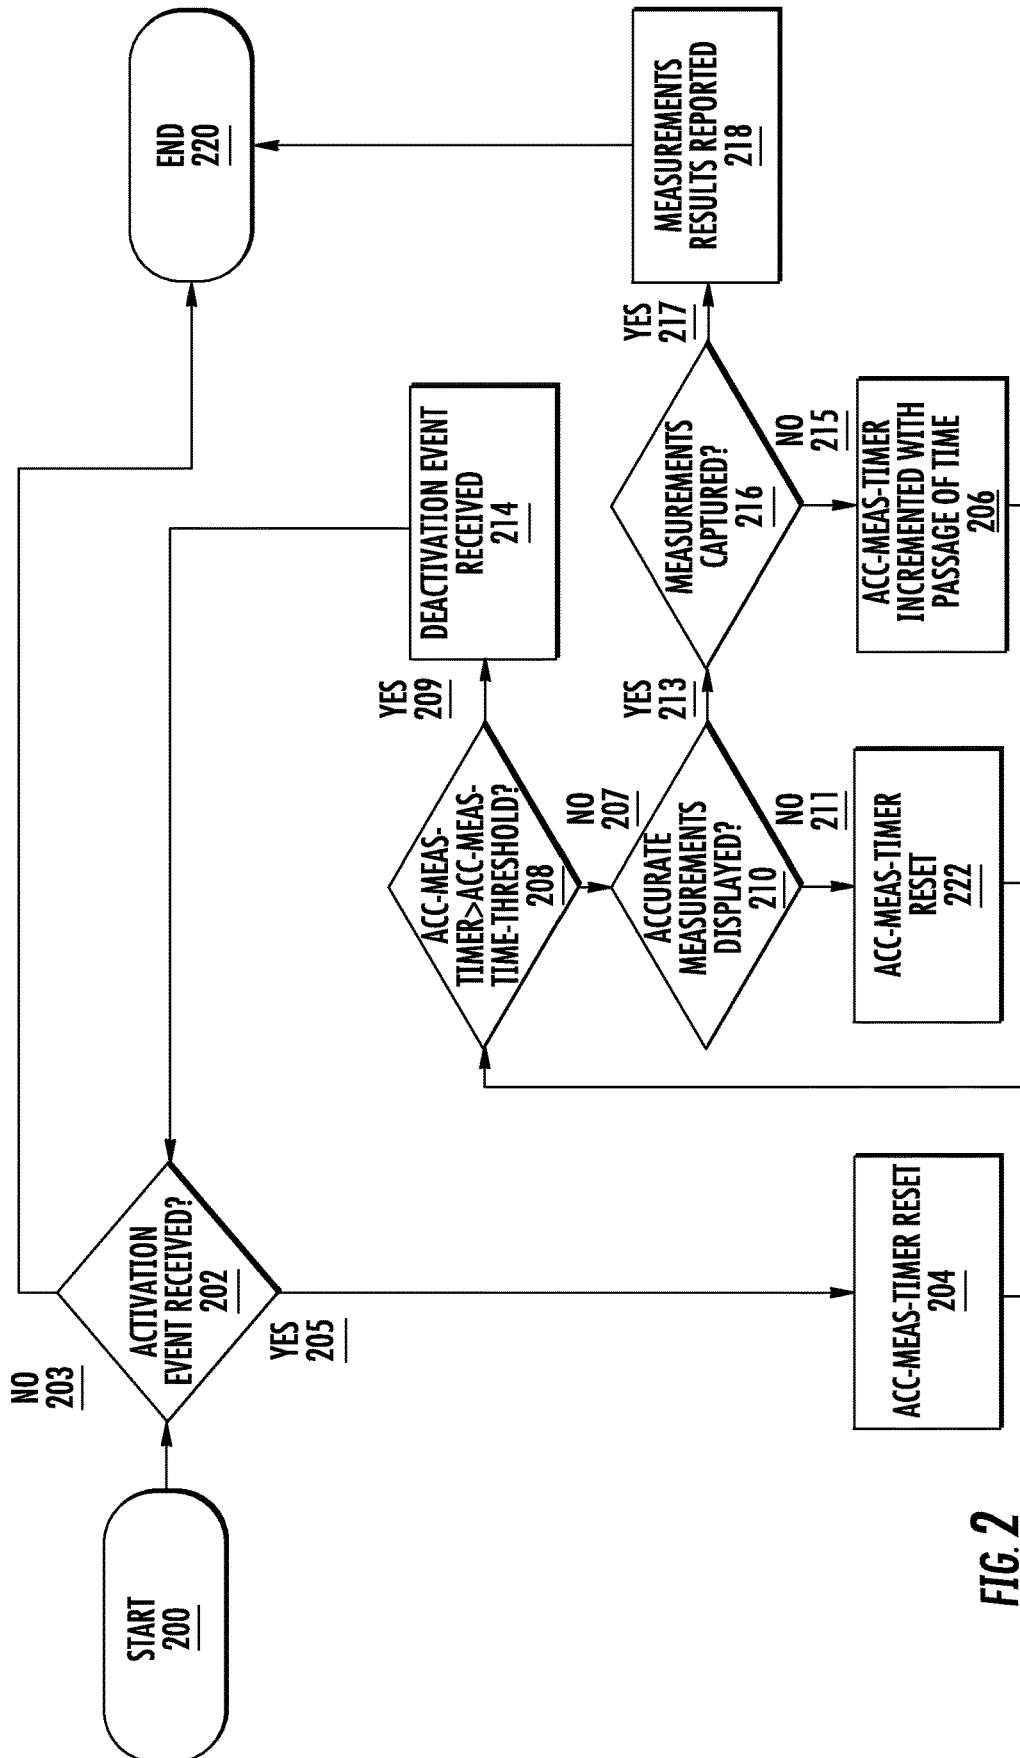 START
200
NO
203
ACTIVATION
EVENT RECEIVED?
202
YES
205
END
220
ACC-MEAS-TIMER RESET
204
ACC-MEAS-
TIMER>ACC-MEAS-
TIME-THRESHOLD?
208
YES
209
DEACTIVATION EVENT
RECEIVED
214
NO
207
ACCURATE
MEASUREMENTS
DISPLAYED?
210
NO
211
ACC-MEAS-TIMER
RESET
222
YES
213
MEASUREMENTS
CAPTURED?
216
NO
215
ACC-MEAS-TIMER
INCREMENTED WITH
PASSAGE OF TIME
206
YES
217
MEASUREMENTS
RESULTS REPORTED
218
FIG. 2